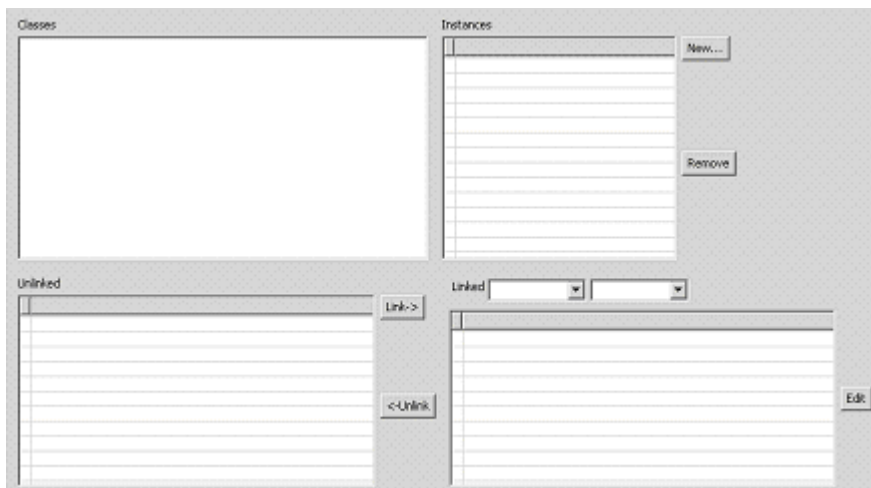 Classes
Instances
New...
Remove
Unlinked
Link->
<-Unlink
Linked
Edit